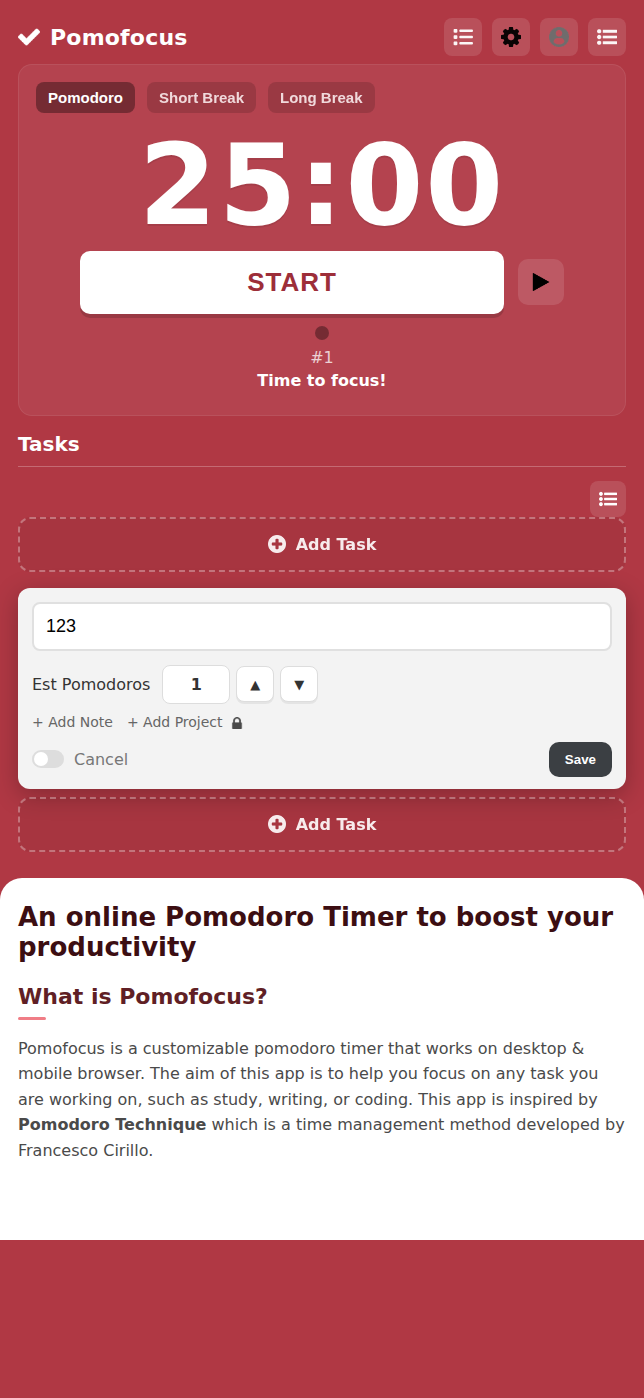 Pomofocus
Pomodoro
Short Break
Long Break
25:00
START
#1
Time to focus!
Tasks
Add Task
123
Est Pomodoros
1
▲
▼
+ Add Note
+ Add Project
Cancel
Save
Add Task
An online Pomodoro Timer to boost your
productivity
What is Pomofocus?
Pomofocus is a customizable pomodoro timer that works on desktop &
mobile browser. The aim of this app is to help you focus on any task you
are working on, such as study, writing, or coding. This app is inspired by
Pomodoro Technique which is a time management method developed by
Francesco Cirillo.